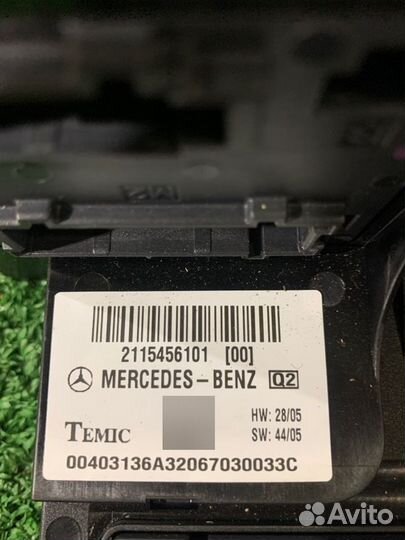 2115456101 [00]
MERCEDES-BENZ Q2
HW: 28/05
TEMIC
SW: 44/05
00403136A32067030033C
Avito